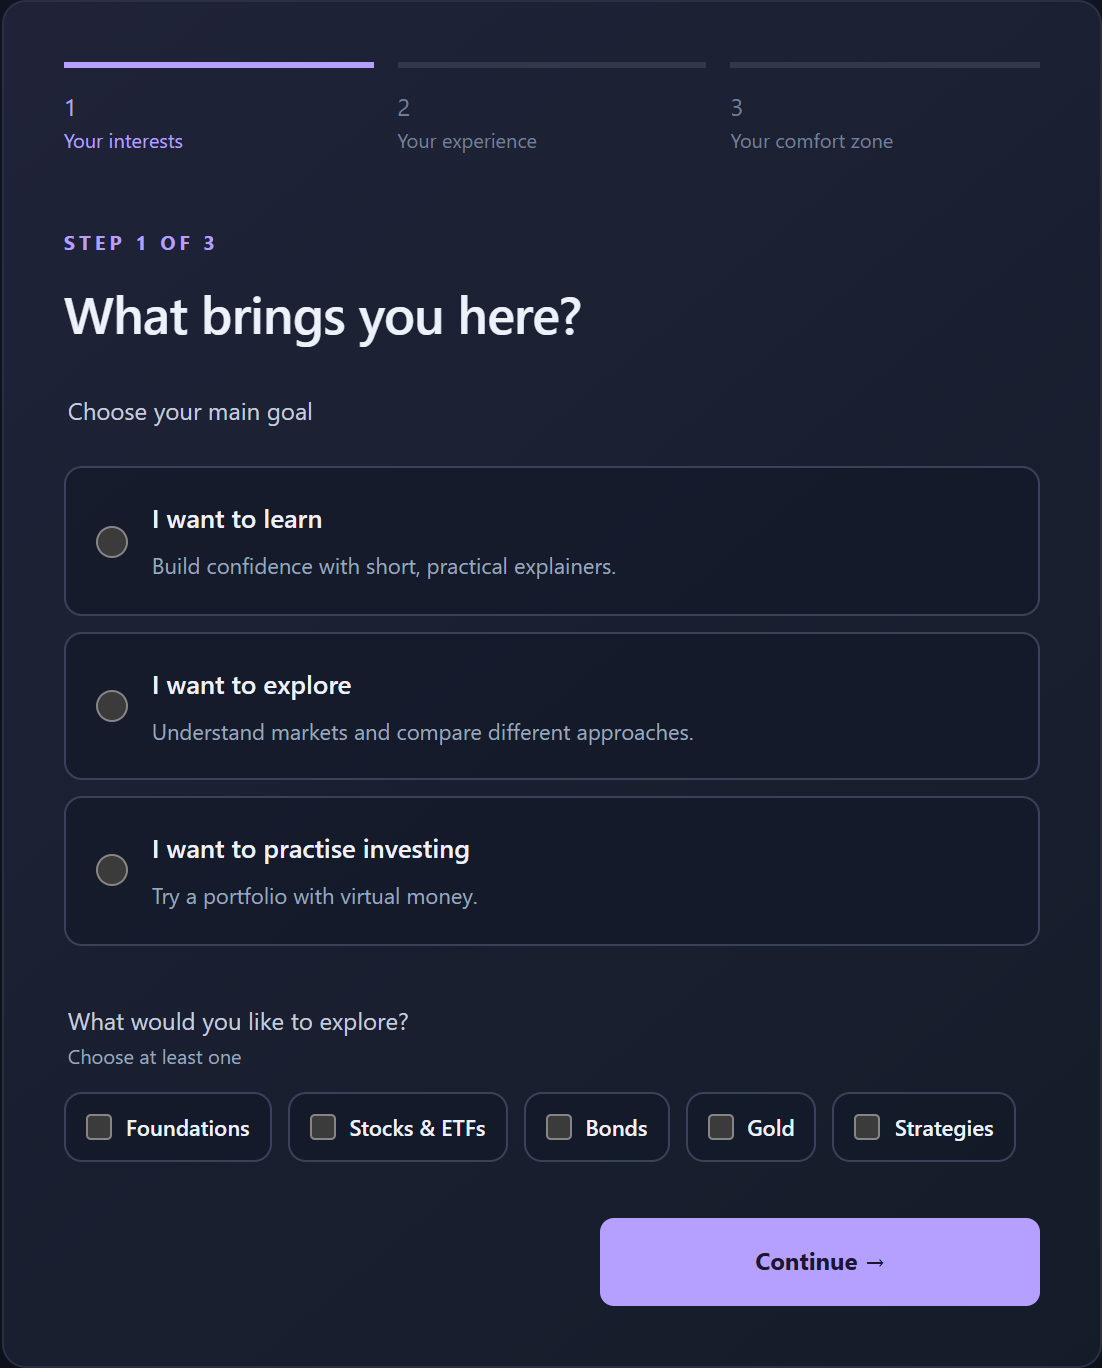 1
Your interests
2
Your experience
3
Your comfort zone
STEP 1 OF 3
What brings you here?
Choose your main goal
I want to learn
Build confidence with short, practical explainers.
I want to explore
Understand markets and compare different approaches.
I want to practise investing
Try a portfolio with virtual money.
What would you like to explore?
Choose at least one
Foundations
Stocks & ETFs
Bonds
Gold
Strategies
Continue →